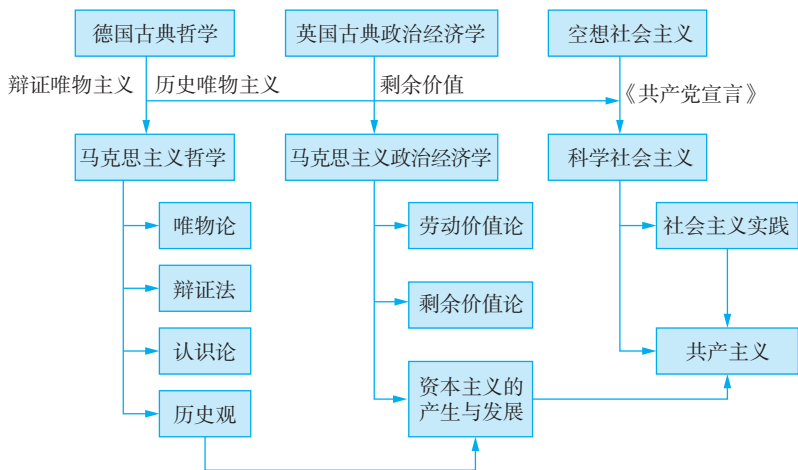 德国古典哲学
英国古典政治经济学
空想社会主义
辩证唯物主义
历史唯物主义
剩余价值
《共产党宣言》
马克思主义哲学
马克思主义政治经济学
科学社会主义
唯物论
劳动价值论
社会主义实践
辩证法
剩余价值论
认识论
共产主义
历史观
资本主义的
产生与发展